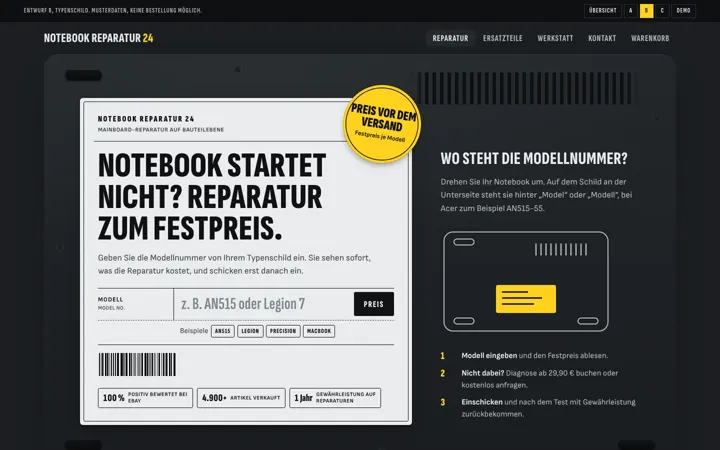 ENTWURF B, TYPENSCHILD. MUSTERDATEN, KEINE BESTELLUNG MÖGLICH.
ÜBERSICHT A B C DEMO
NOTEBOOK REPARATUR 24
REPARATUR ERSATZTEILE WERKSTATT KONTAKT WARENKORB
NOTEBOOK REPARATUR 24
MAINBOARD-REPARATUR AUF BAUTEILEBENE
PREIS VOR DEM
VERSAND
Festpreis je Modell
NOTEBOOK STARTET
NICHT? REPARATUR
ZUM FESTPREIS.
Geben Sie die Modellnummer von Ihrem Typenschild ein. Sie sehen sofort,
was die Reparatur kostet, und schicken erst danach ein.
MODELL
MODEL NO.
z. B. AN515 oder Legion 7
PREIS
Beispiele AN515 LEGION PRECISION MACBOOK
100 % POSITIV BEWERTET BEI
EBAY
4.900+ ARTIKEL VERKAUFT
1 Jahr GEWÄHRLEISTUNG AUF
REPARATUREN
WO STEHT DIE MODELLNUMMER?
Drehen Sie Ihr Notebook um. Auf dem Schild an der
Unterseite steht sie hinter „Model“ oder „Modell“, bei
Acer zum Beispiel AN515-55.
1 Modell eingeben und den Festpreis ablesen.
2 Nicht dabei? Diagnose ab 29,90 € buchen oder
kostenlos anfragen.
3 Einschicken und nach dem Test mit Gewährleistung
zurückbekommen.